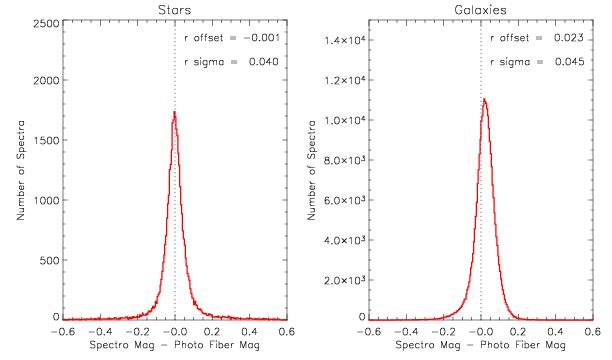 Stars
r offset = −0.001
r sigma = 0.040
Number of Spectra
2500
2000
1500
1000
500
0
−0.6 −0.4 −0.2 −0.0 0.2 0.4 0.6
Spectro Mag − Photo Fiber Mag
Galaxies
r offset = 0.023
r sigma = 0.045
Number of Spectra
1.4×10⁴
1.2×10⁴
1.0×10⁴
8.0×10³
6.0×10³
4.0×10³
2.0×10³
0
−0.6 −0.4 −0.2 −0.0 0.2 0.4 0.6
Spectro Mag − Photo Fiber Mag